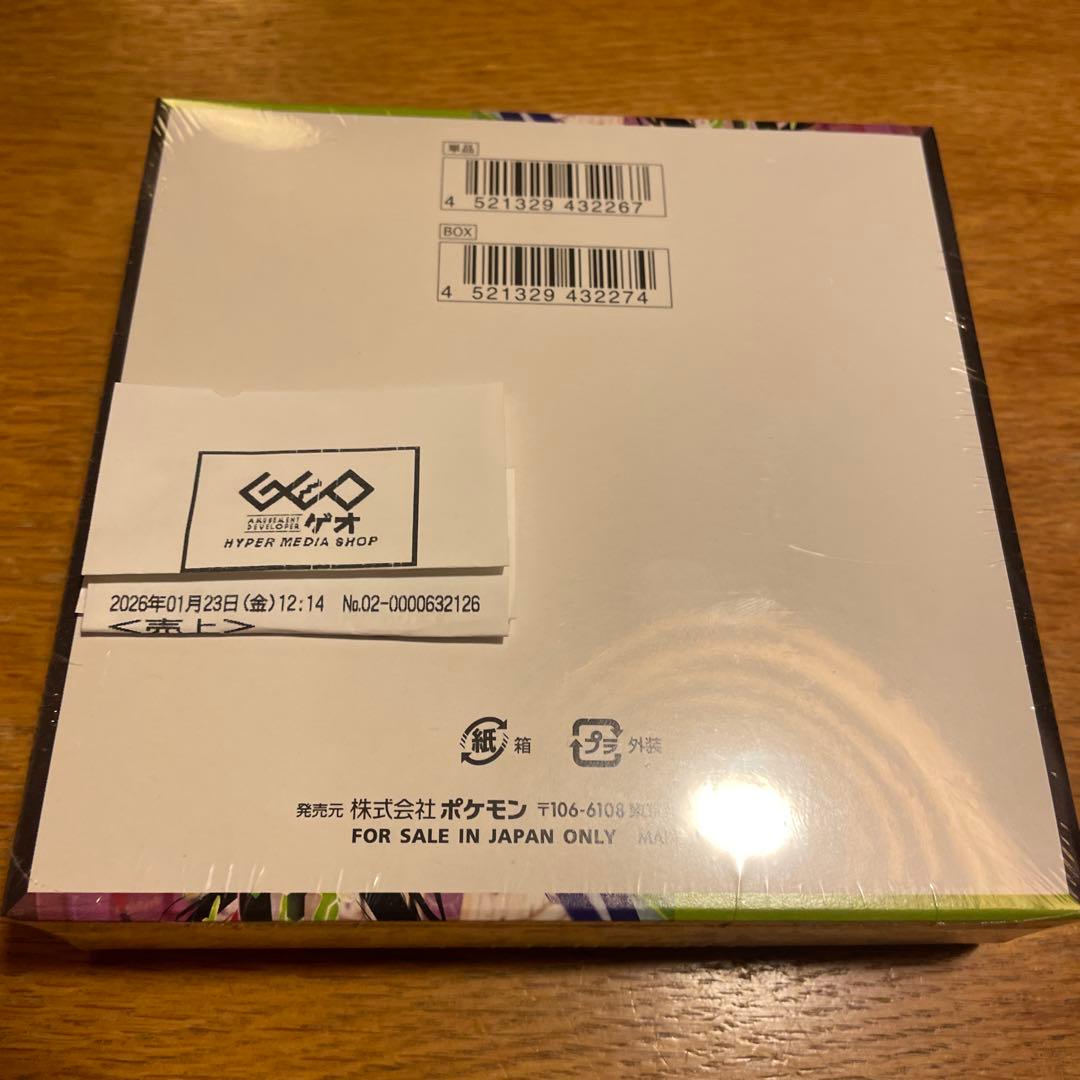 単品
4 521329 432267
BOX
4 521329 432274
GEO
AMUSEMENT DEVELOPER ゲオ
HYPER MEDIA SHOP
2026年01月23日(金)12:14 No.02-0000632126
<売上>
紙 箱 プラ 外装
発売元 株式会社 ポケモン 〒106-6108
FOR SALE IN JAPAN ONLY